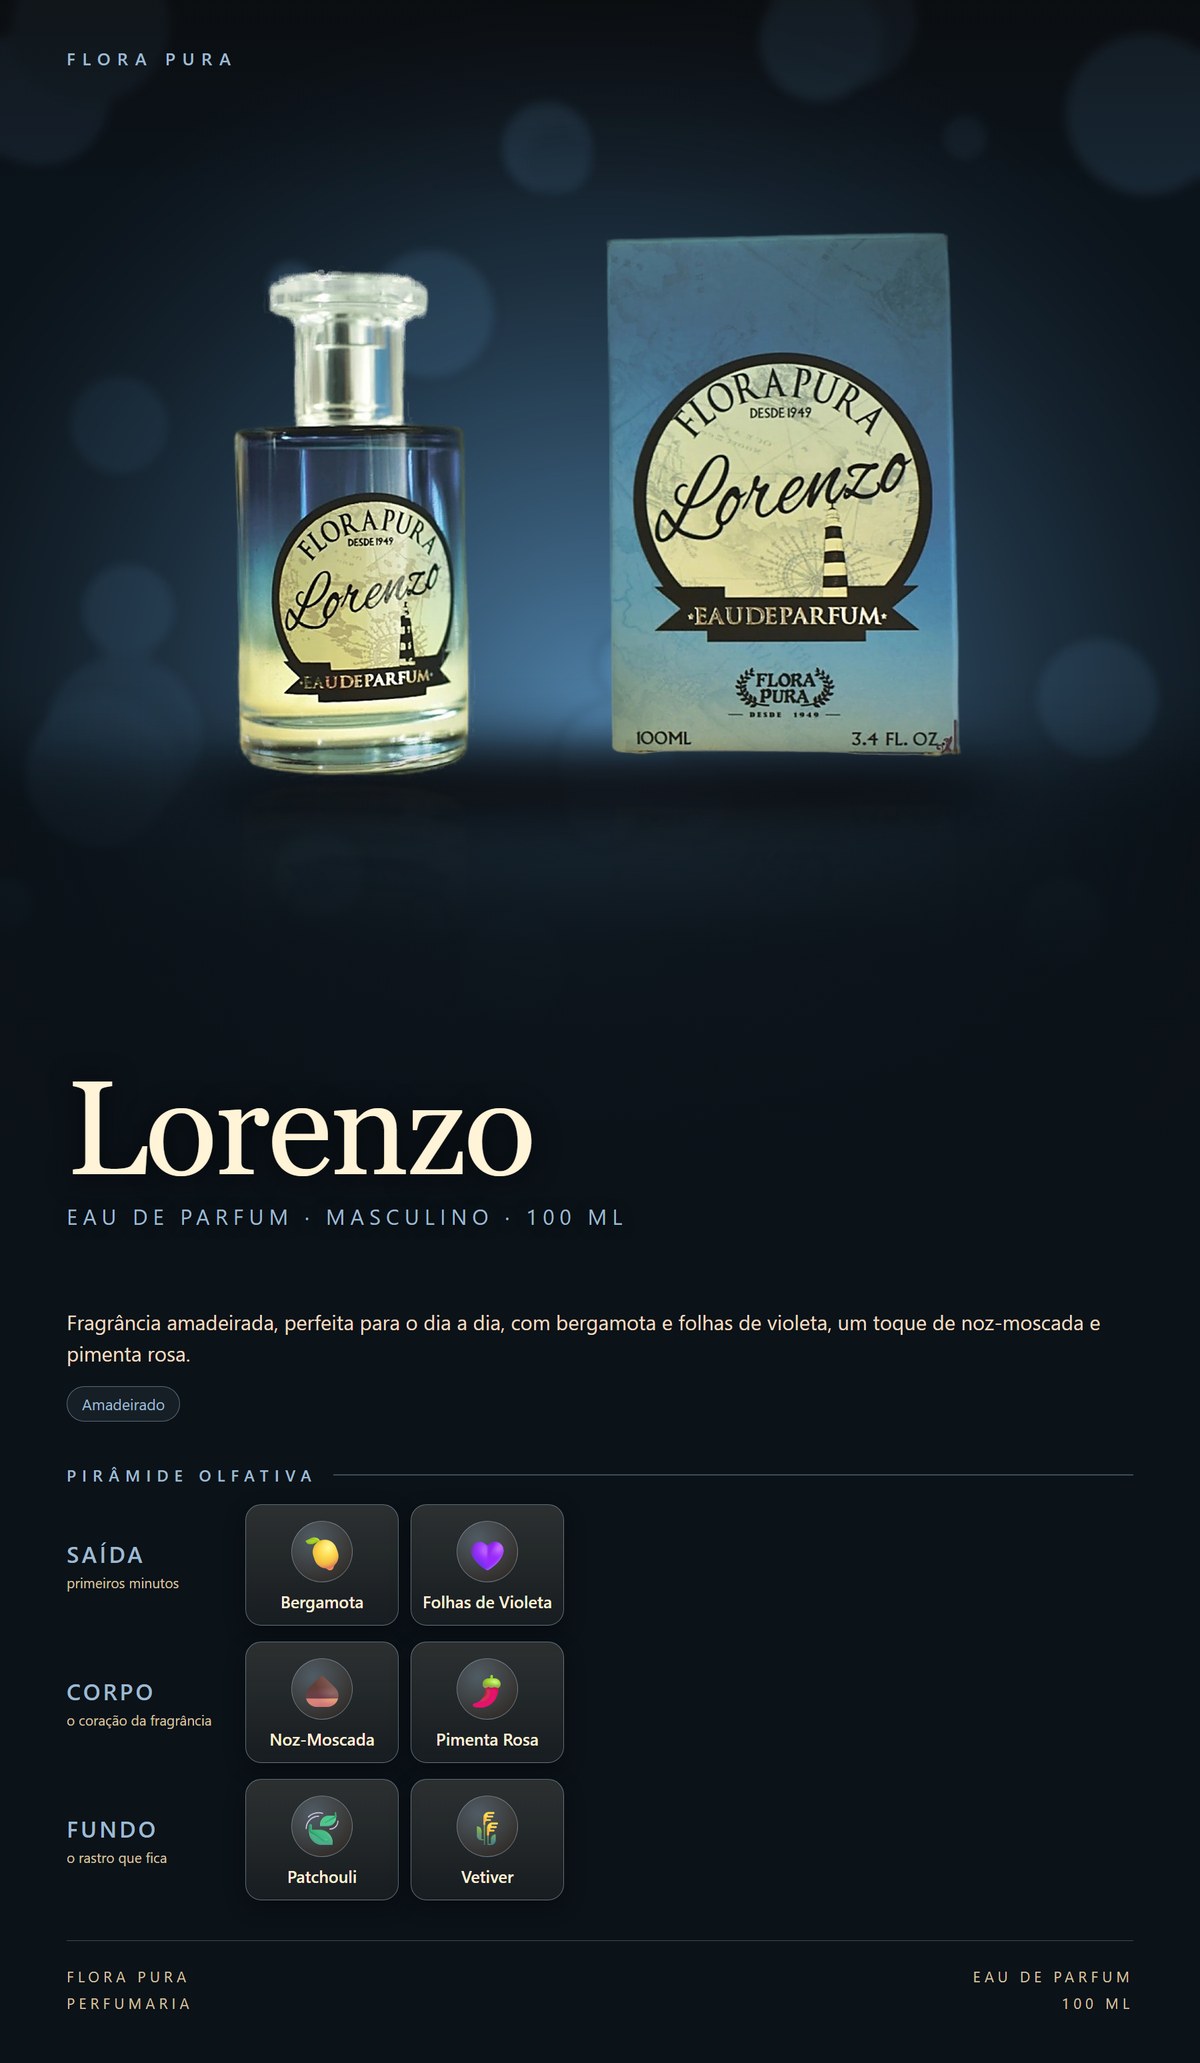 FLORA PURA
FLORA PURA
DESDE 1949
Lorenzo
EAU DE PARFUM
FLORA PURA
DESDE 1949
Lorenzo
EAU DE PARFUM
FLORA
PURA
DESDE 1949
100ML 3.4 FL. OZ.
Lorenzo
EAU DE PARFUM · MASCULINO · 100 ML
Fragrância amadeirada, perfeita para o dia a dia, com bergamota e folhas de violeta, um toque de noz-moscada e
pimenta rosa.
Amadeirado
PIRÂMIDE OLFATIVA
SAÍDA
primeiros minutos
Bergamota
Folhas de Violeta
CORPO
o coração da fragrância
Noz-Moscada
Pimenta Rosa
FUNDO
o rastro que fica
Patchouli
Vetiver
FLORA PURA
PERFUMARIA
EAU DE PARFUM
100 ML